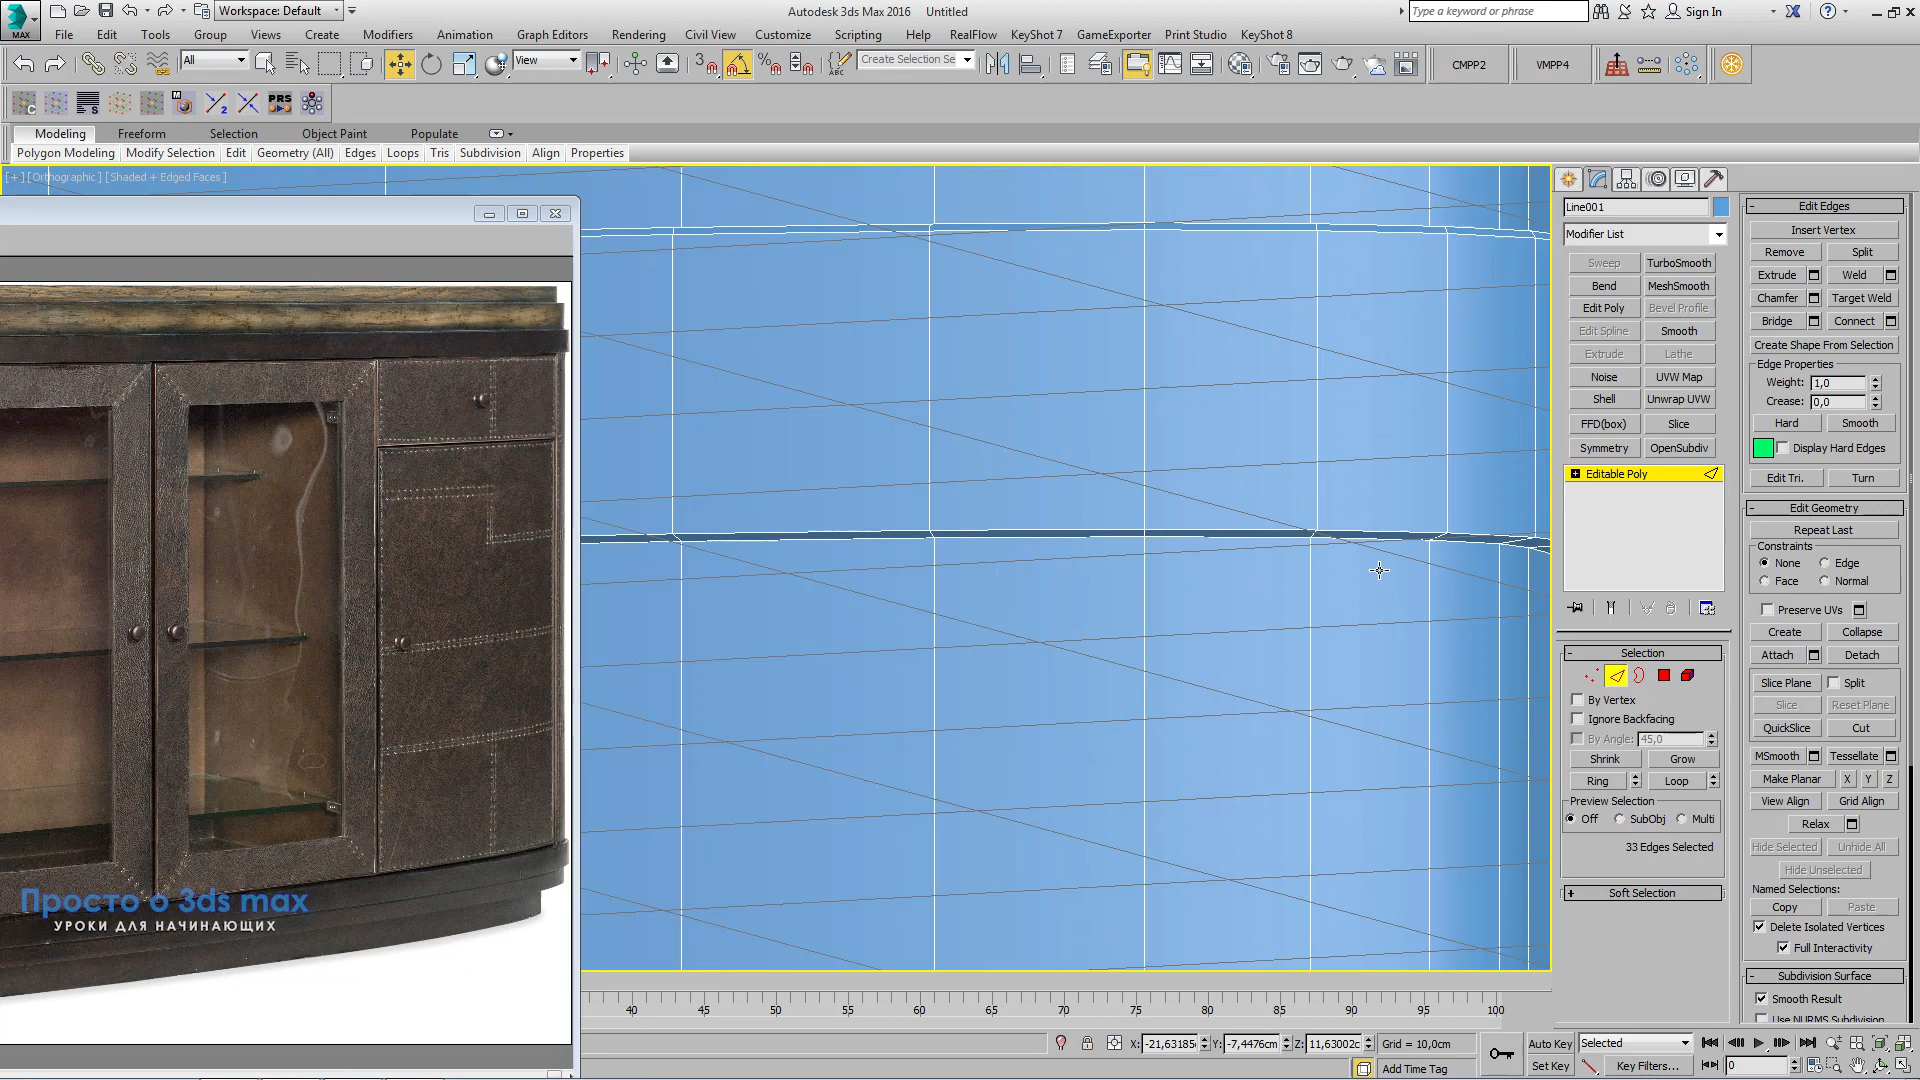 Workspace: Default
Autodesk 3ds Max 2016 Untitled
Type a keyword or phrase
Sign In
MAX
File Edit Tools Group Views Create Modifiers Animation Graph Editors Rendering Civil View Customize Scripting Help RealFlow KeyShot 7 GameExporter Print Studio KeyShot 8
All
View
Create Selection Se
CMPP2
VMPP4
PRS
Modeling Freeform Selection Object Paint Populate
Polygon Modeling Modify Selection Edit Geometry (All) Edges Loops Tris Subdivision Align Properties
[+] [Orthographic] [Shaded + Edged Faces]
Line001
Modifier List
Sweep TurboSmooth
Bend MeshSmooth
Edit Poly Bevel Profile
Edit Spline Smooth
Extrude Lathe
Noise UVW Map
Shell Unwrap UVW
FFD(box) Slice
Symmetry OpenSubdiv
Editable Poly
Selection
By Vertex
Ignore Backfacing
By Angle: 45,0
Shrink Grow
Ring Loop
Preview Selection
Off SubObj Multi
33 Edges Selected
Soft Selection
Edit Edges
Insert Vertex
Remove Split
Extrude Weld
Chamfer Target Weld
Bridge Connect
Create Shape From Selection
Edge Properties
Weight: 1,0
Crease: 0,0
Hard Smooth
Display Hard Edges
Edit Tri. Turn
Edit Geometry
Repeat Last
Constraints
None Edge
Face Normal
Preserve UVs
Create Collapse
Attach Detach
Slice Plane Split
Slice Reset Plane
QuickSlice Cut
MSmooth Tessellate
Make Planar X Y Z
View Align Grid Align
Relax
Hide Selected Unhide All
Hide Unselected
Named Selections:
Copy Paste
Delete Isolated Vertices
Full Interactivity
Subdivision Surface
Smooth Result
Use NURMS Subdivision
Просто о 3ds max
УРОКИ ДЛЯ НАЧИНАЮЩИХ
40 45 50 55 60 65 70 75 80 85 90 95 100
X: -21,6318 Y: -7,4476cm Z: 11,63002c Grid = 10,0cm
Add Time Tag
Auto Key Selected
Set Key Key Filters...
0